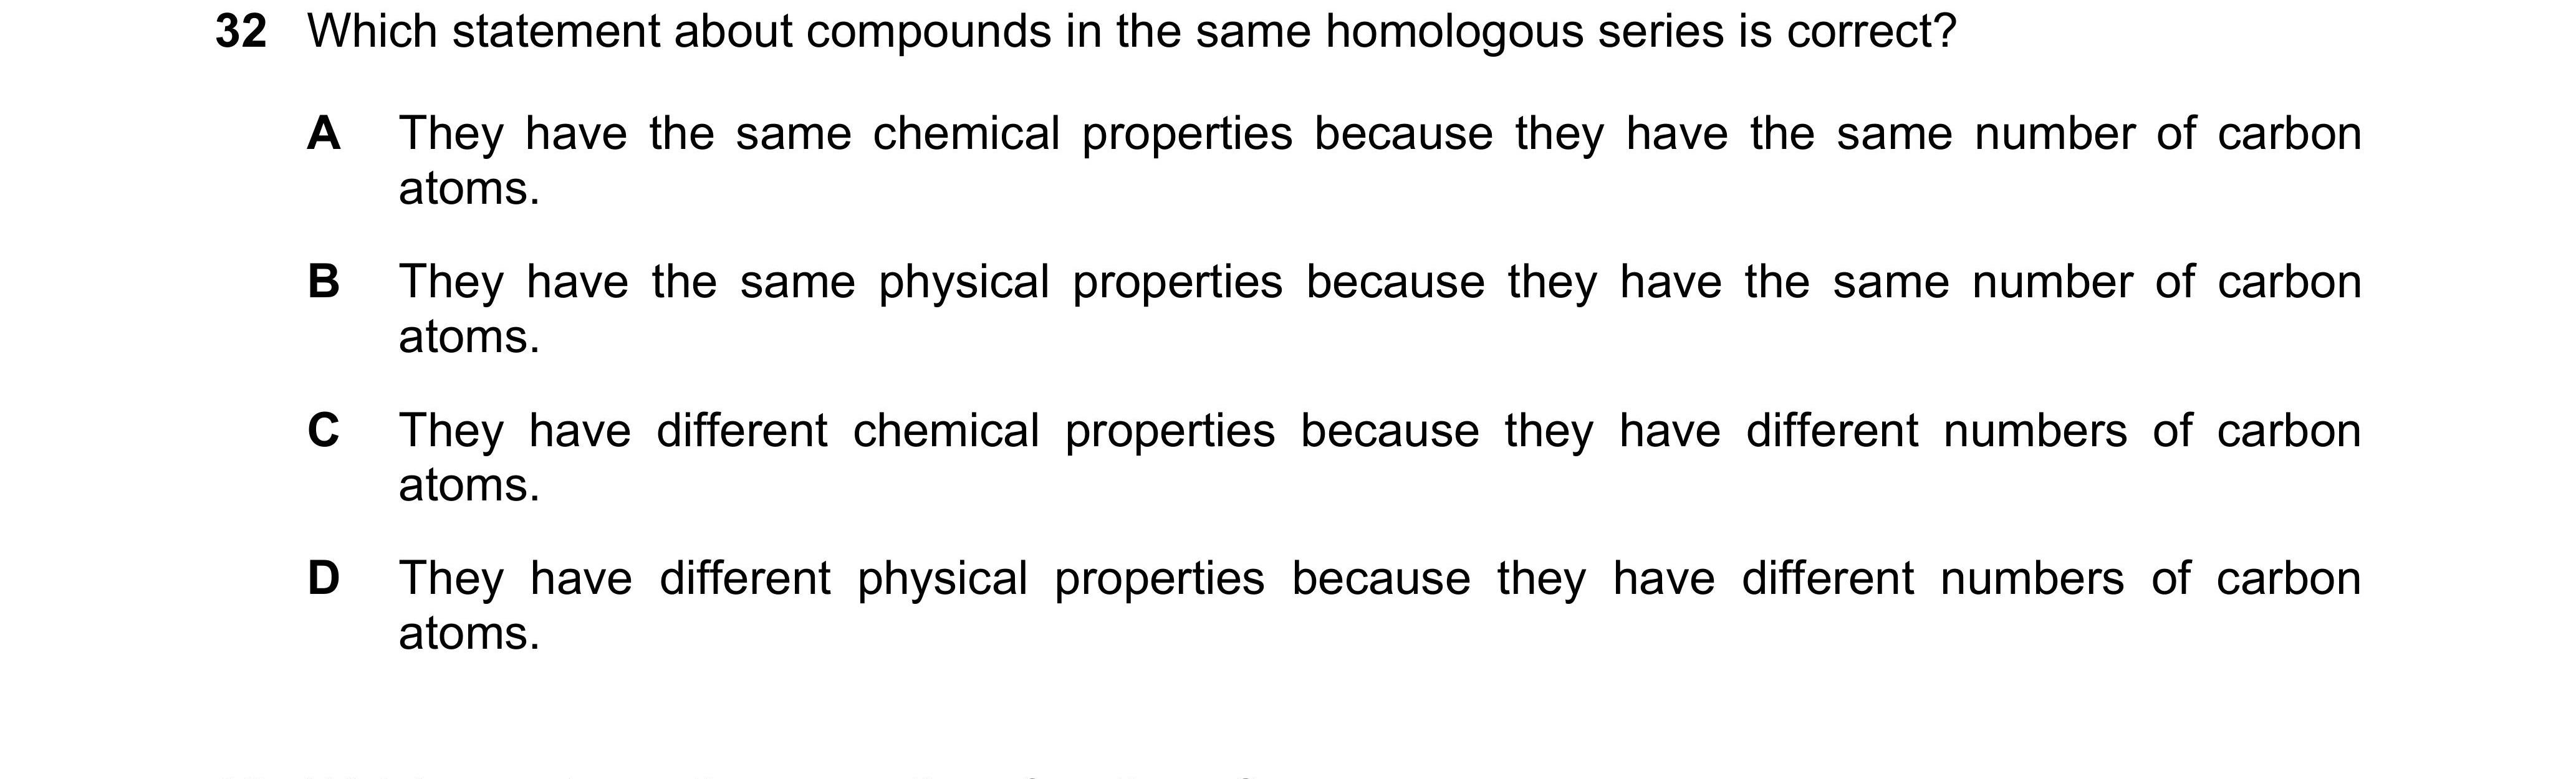 32 Which statement about compounds in the same homologous series is correct?
A They have the same chemical properties because they have the same number of carbon
atoms.
B They have the same physical properties because they have the same number of carbon
atoms.
C They have different chemical properties because they have different numbers of carbon
atoms.
D They have different physical properties because they have different numbers of carbon
atoms.